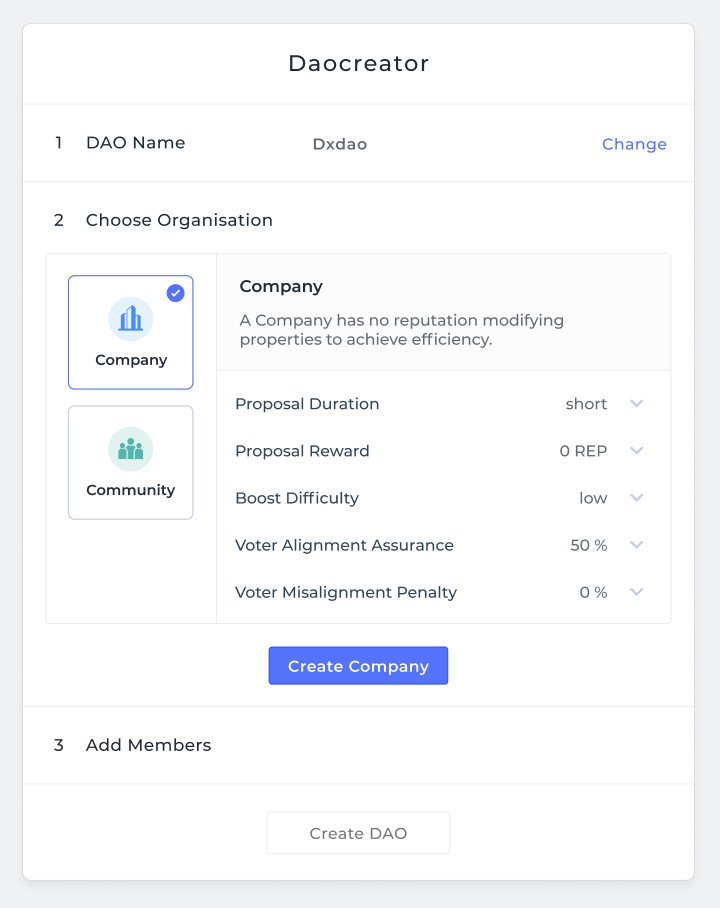 Daocreator
1 DAO Name Dxdao Change
2 Choose Organisation
Company
Community
Company
A Company has no reputation modifying
properties to achieve efficiency.
Proposal Duration short
Proposal Reward 0 REP
Boost Difficulty low
Voter Alignment Assurance 50 %
Voter Misalignment Penalty 0 %
Create Company
3 Add Members
Create DAO